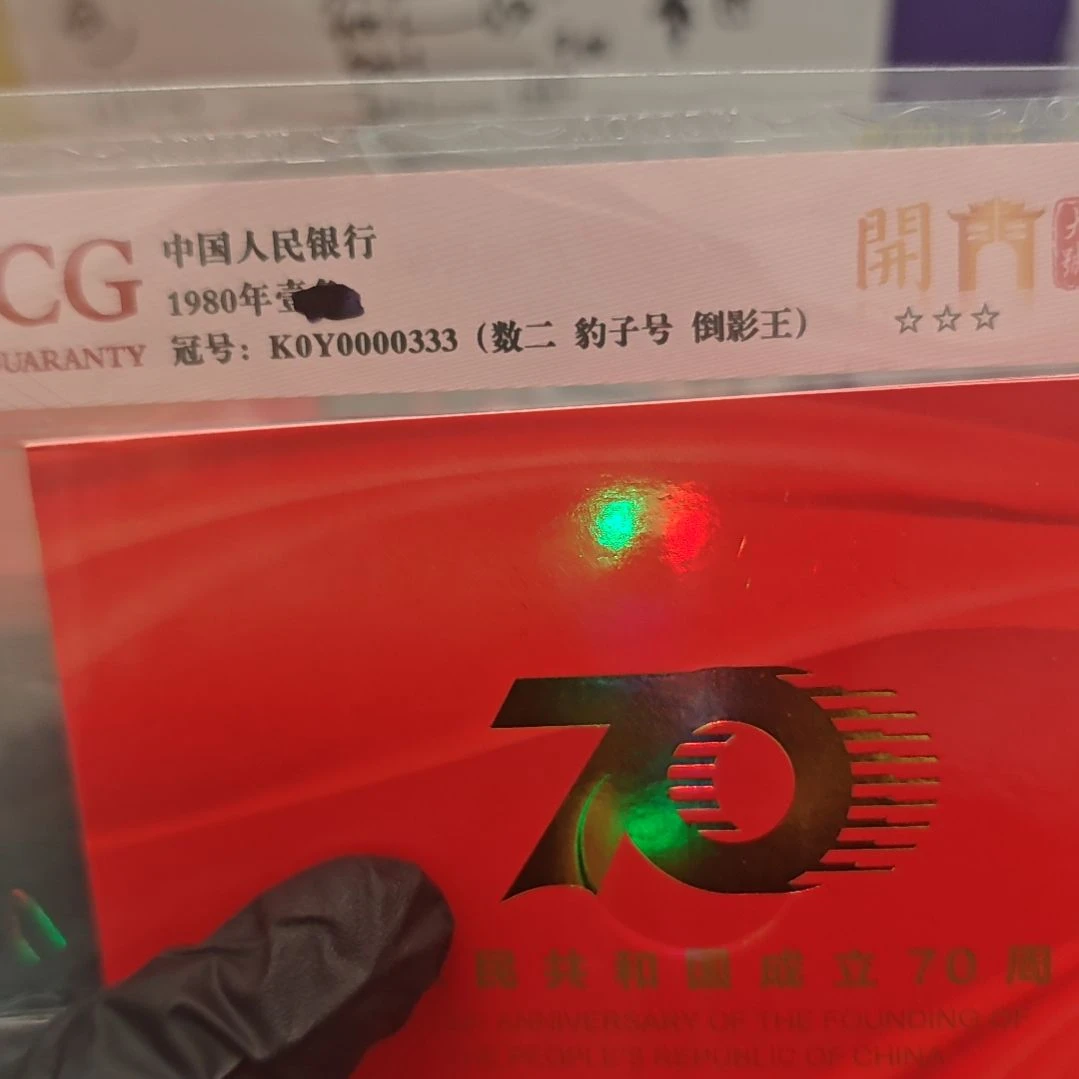 CG
UARANTY
中国人民银行
1980年壹
冠号：K0Y0000333（数二 豹子号 倒影王）
開門
☆☆☆
70
民共和国成立70周
ANNIVERSARY OF THE FOUNDING OF
PEOPLE'S REPUBLIC OF CHINA